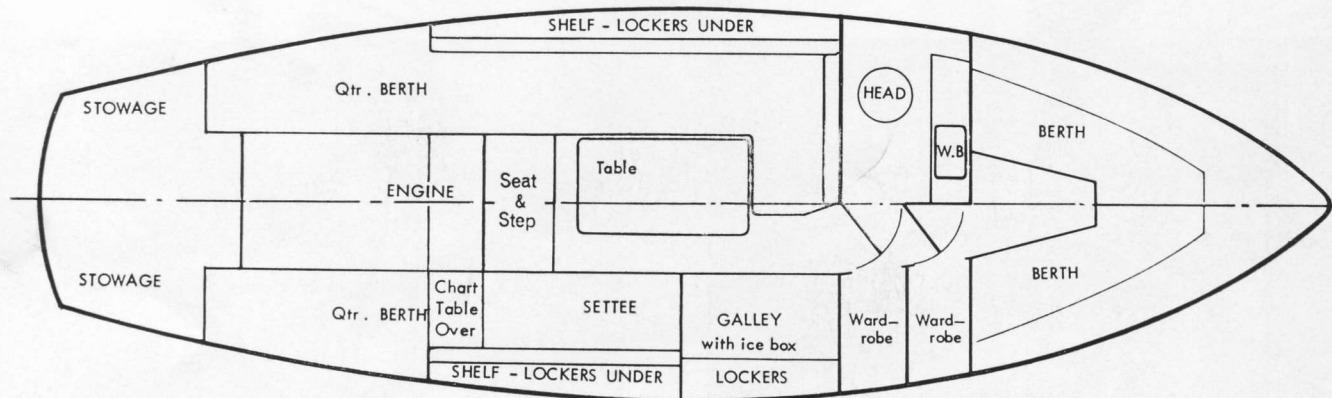 SHELF - LOCKERS UNDER
STOWAGE
Qtr. BERTH
HEAD
BERTH
W.B
Table
ENGINE
Seat
&
Step
STOWAGE
Qtr. BERTH
Chart
Table
Over
SETTEE
GALLEY
with ice box
Ward-
robe
Ward-
robe
BERTH
SHELF - LOCKERS UNDER
LOCKERS